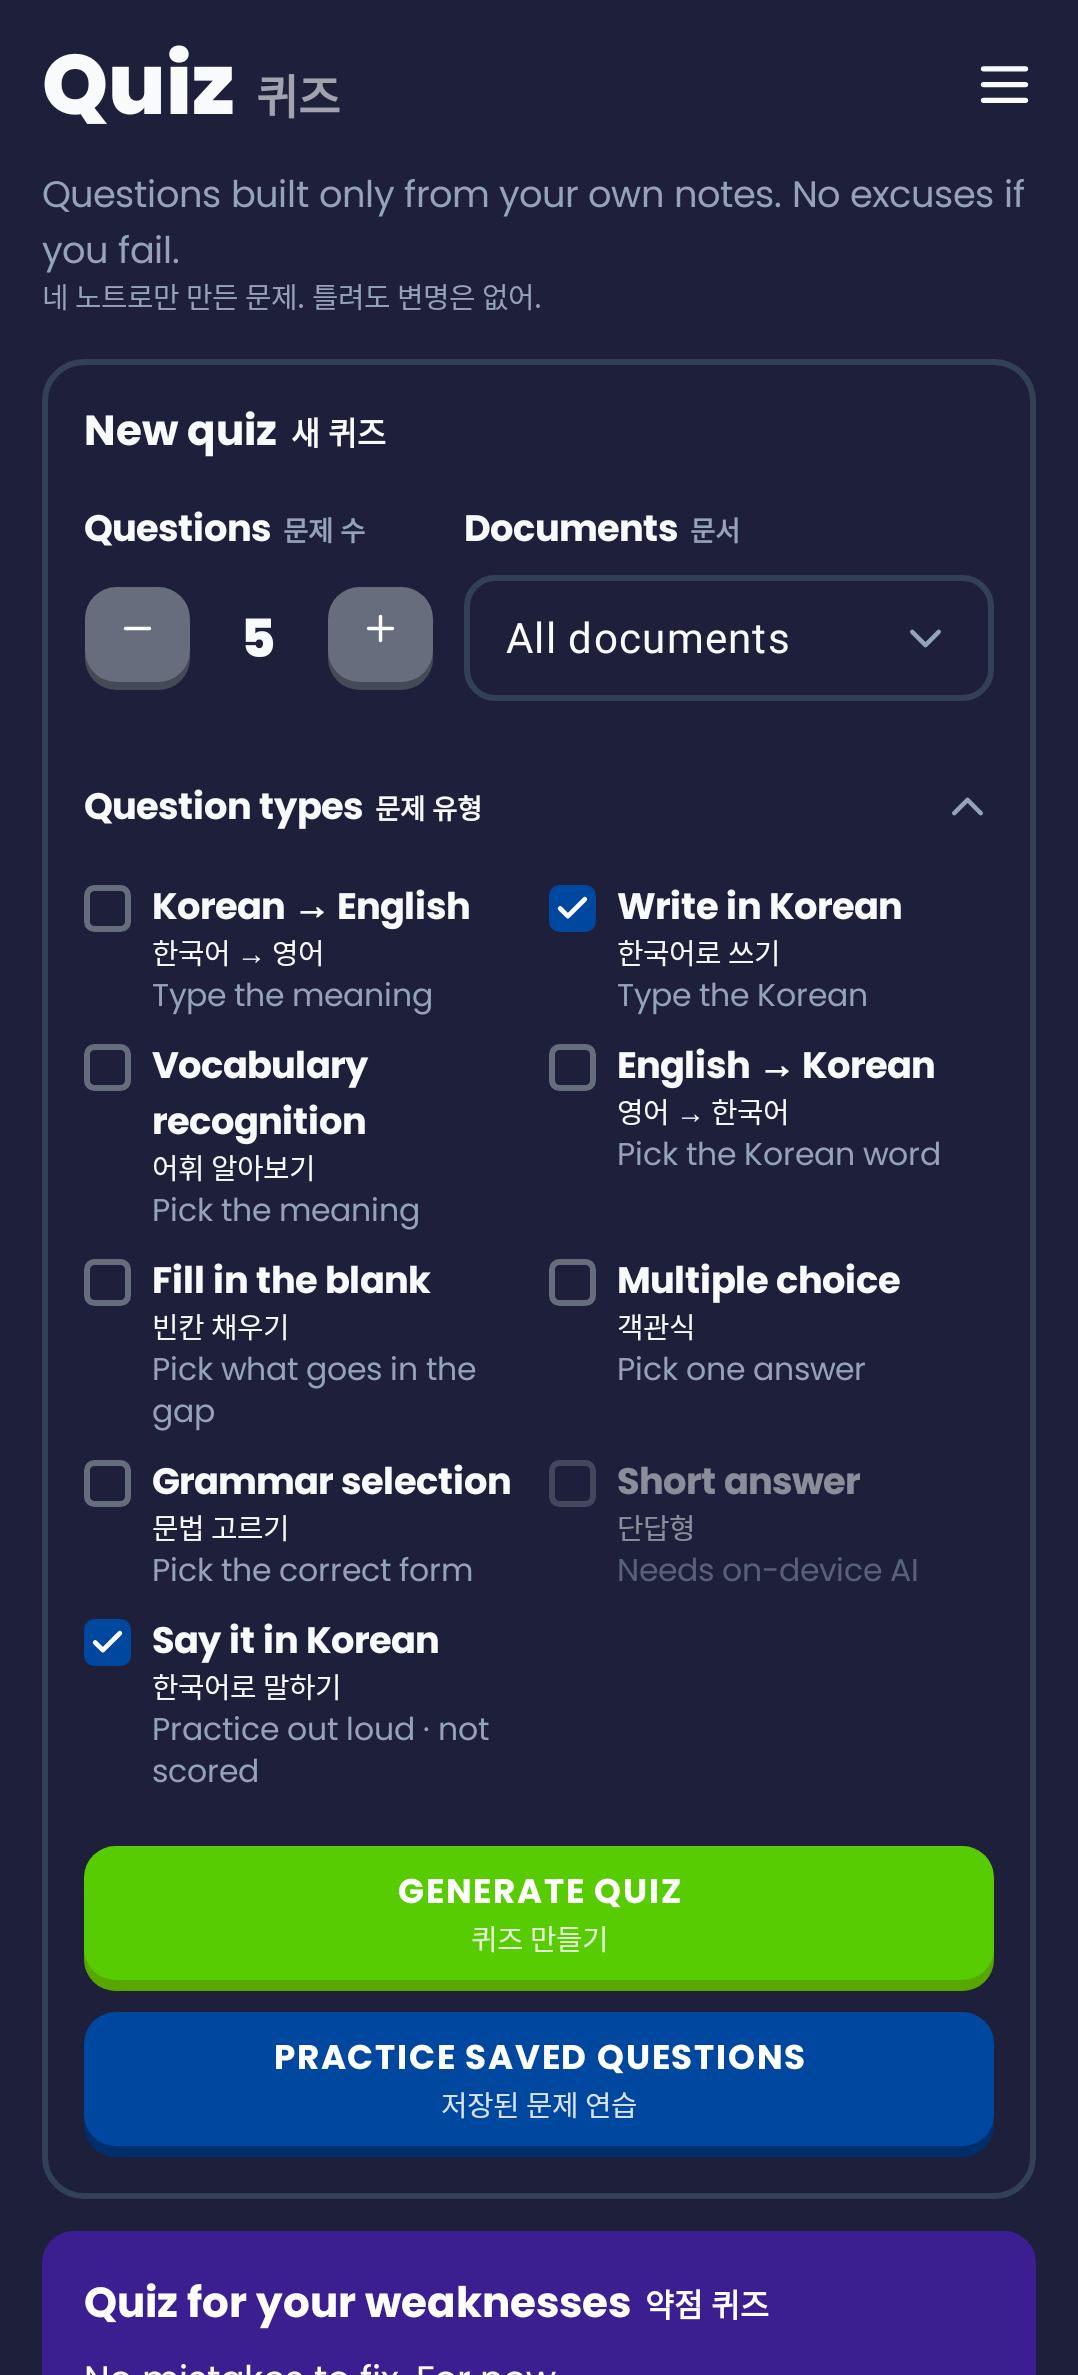 Quiz 퀴즈
Questions built only from your own notes. No excuses if
you fail.
네 노트로만 만든 문제. 틀려도 변명은 없어.
New quiz 새 퀴즈
Questions 문제 수
Documents 문서
− 5 +
All documents
Question types 문제 유형
Korean → English
한국어 → 영어
Type the meaning
Write in Korean
한국어로 쓰기
Type the Korean
Vocabulary
recognition
어휘 알아보기
Pick the meaning
English → Korean
영어 → 한국어
Pick the Korean word
Fill in the blank
빈칸 채우기
Pick what goes in the
gap
Multiple choice
객관식
Pick one answer
Grammar selection
문법 고르기
Pick the correct form
Short answer
단답형
Needs on-device AI
Say it in Korean
한국어로 말하기
Practice out loud · not
scored
GENERATE QUIZ
퀴즈 만들기
PRACTICE SAVED QUESTIONS
저장된 문제 연습
Quiz for your weaknesses 약점 퀴즈
No mistakes to fix. For now.